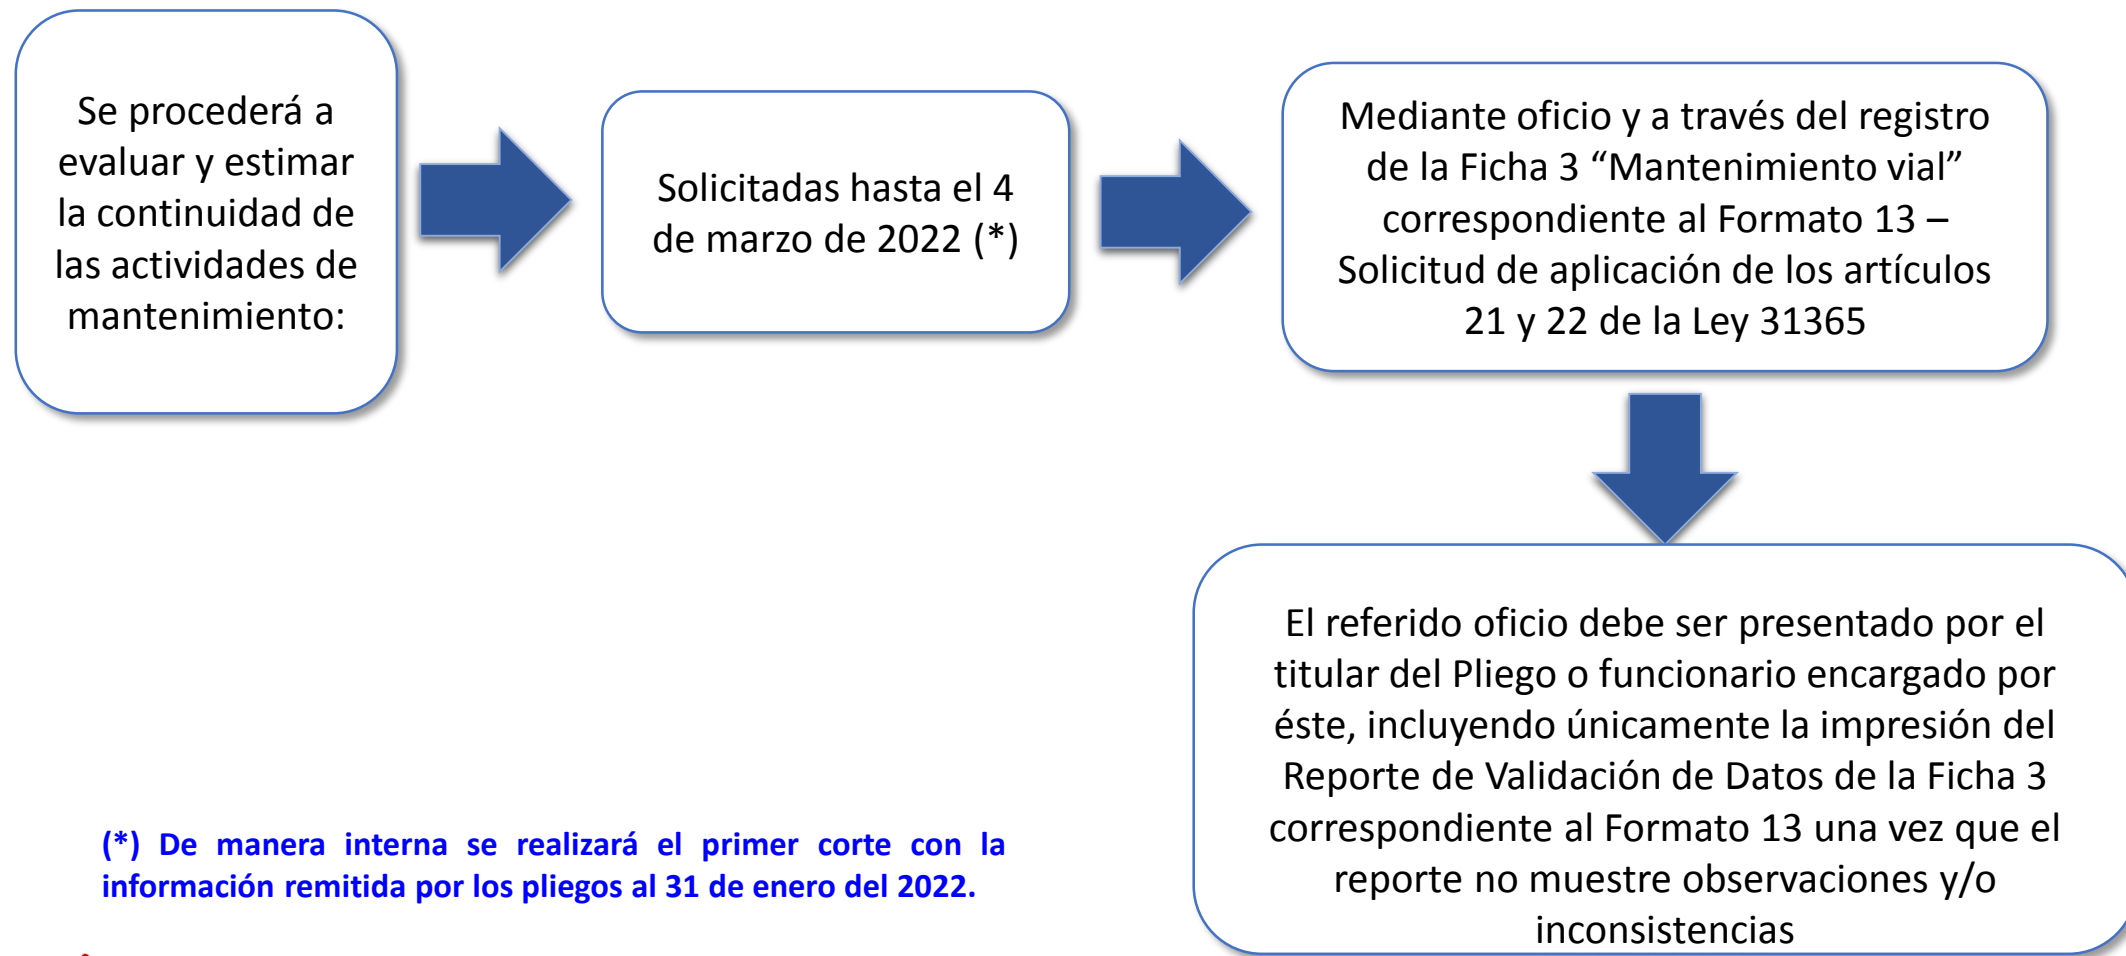 Se procederá a
evaluar y estimar
la continuidad de
las actividades de
mantenimiento:
Solicitadas hasta el 4
de marzo de 2022 (*)
Mediante oficio y a través del registro
de la Ficha 3 “Mantenimiento vial”
correspondiente al Formato 13 –
Solicitud de aplicación de los artículos
21 y 22 de la Ley 31365
El referido oficio debe ser presentado por el
titular del Pliego o funcionario encargado por
éste, incluyendo únicamente la impresión del
Reporte de Validación de Datos de la Ficha 3
correspondiente al Formato 13 una vez que el
reporte no muestre observaciones y/o
inconsistencias
(*) De manera interna se realizará el primer corte con la
información remitida por los pliegos al 31 de enero del 2022.